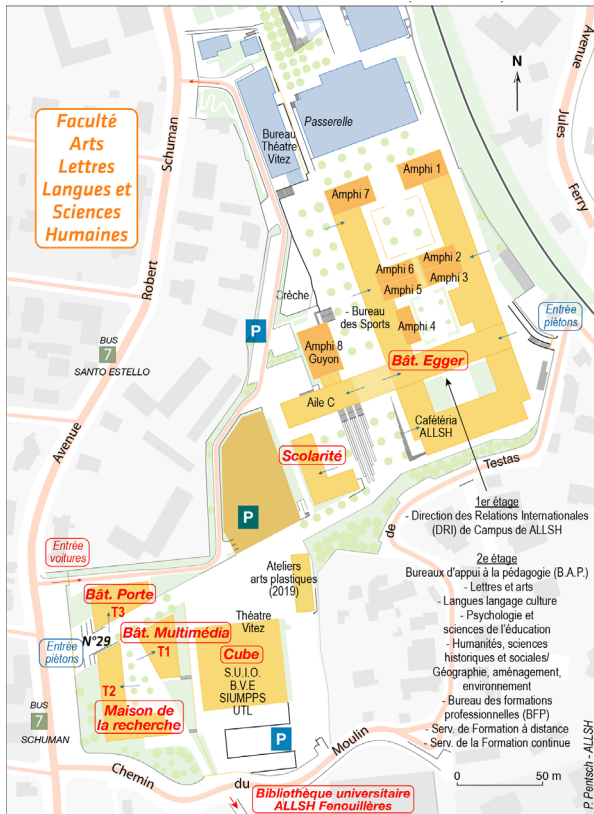 Faculté
Arts
Lettres
Langues et
Sciences
Humaines
Schuman
Robert
Avenue
Avenue
Jules
Ferry
N
Bureau
Théatre
Vitez
Passerelle
Amphi 7
Amphi 1
Amphi 2
Amphi 6
Amphi 3
Amphi 5
Amphi 4
Crèche
- Bureau
des Sports
P
Entrée
piétons
Amphi 8
Guyon
Bât. Egger
BUS
7
SANTO ESTELLO
Aile C
Cafétéria
ALLSH
Scolarité
Testas
de
P
1er étage
- Direction des Relations Internationales
(DRI) de Campus de ALLSH
Entrée
voitures
Ateliers
arts plastiques
(2019)
2e étage
Bureaux d'appui à la pédagogie (B.A.P.)
- Lettres et arts
- Langues langage culture
- Psychologie et
sciences de l'éducation
- Humanités, sciences
historiques et sociales/
Géographie, aménagement,
environnement
- Bureau des formations
professionnelles (BFP)
- Serv. de Formation à distance
- Serv. de la Formation continue
Bât. Porte
T3
Entrée
piétons
N°29
Bât. Multimédia
T1
T2
Maison de
la recherche
Théatre
Vitez
Cube
S.U.I.O.
B.V.E
SIUMPPS
UTL
P
BUS
7
SCHUMAN
Chemin
du
Moulin
Bibliothèque universitaire
ALLSH Fenouillères
0
50 m
P. Pentsch - ALLSH